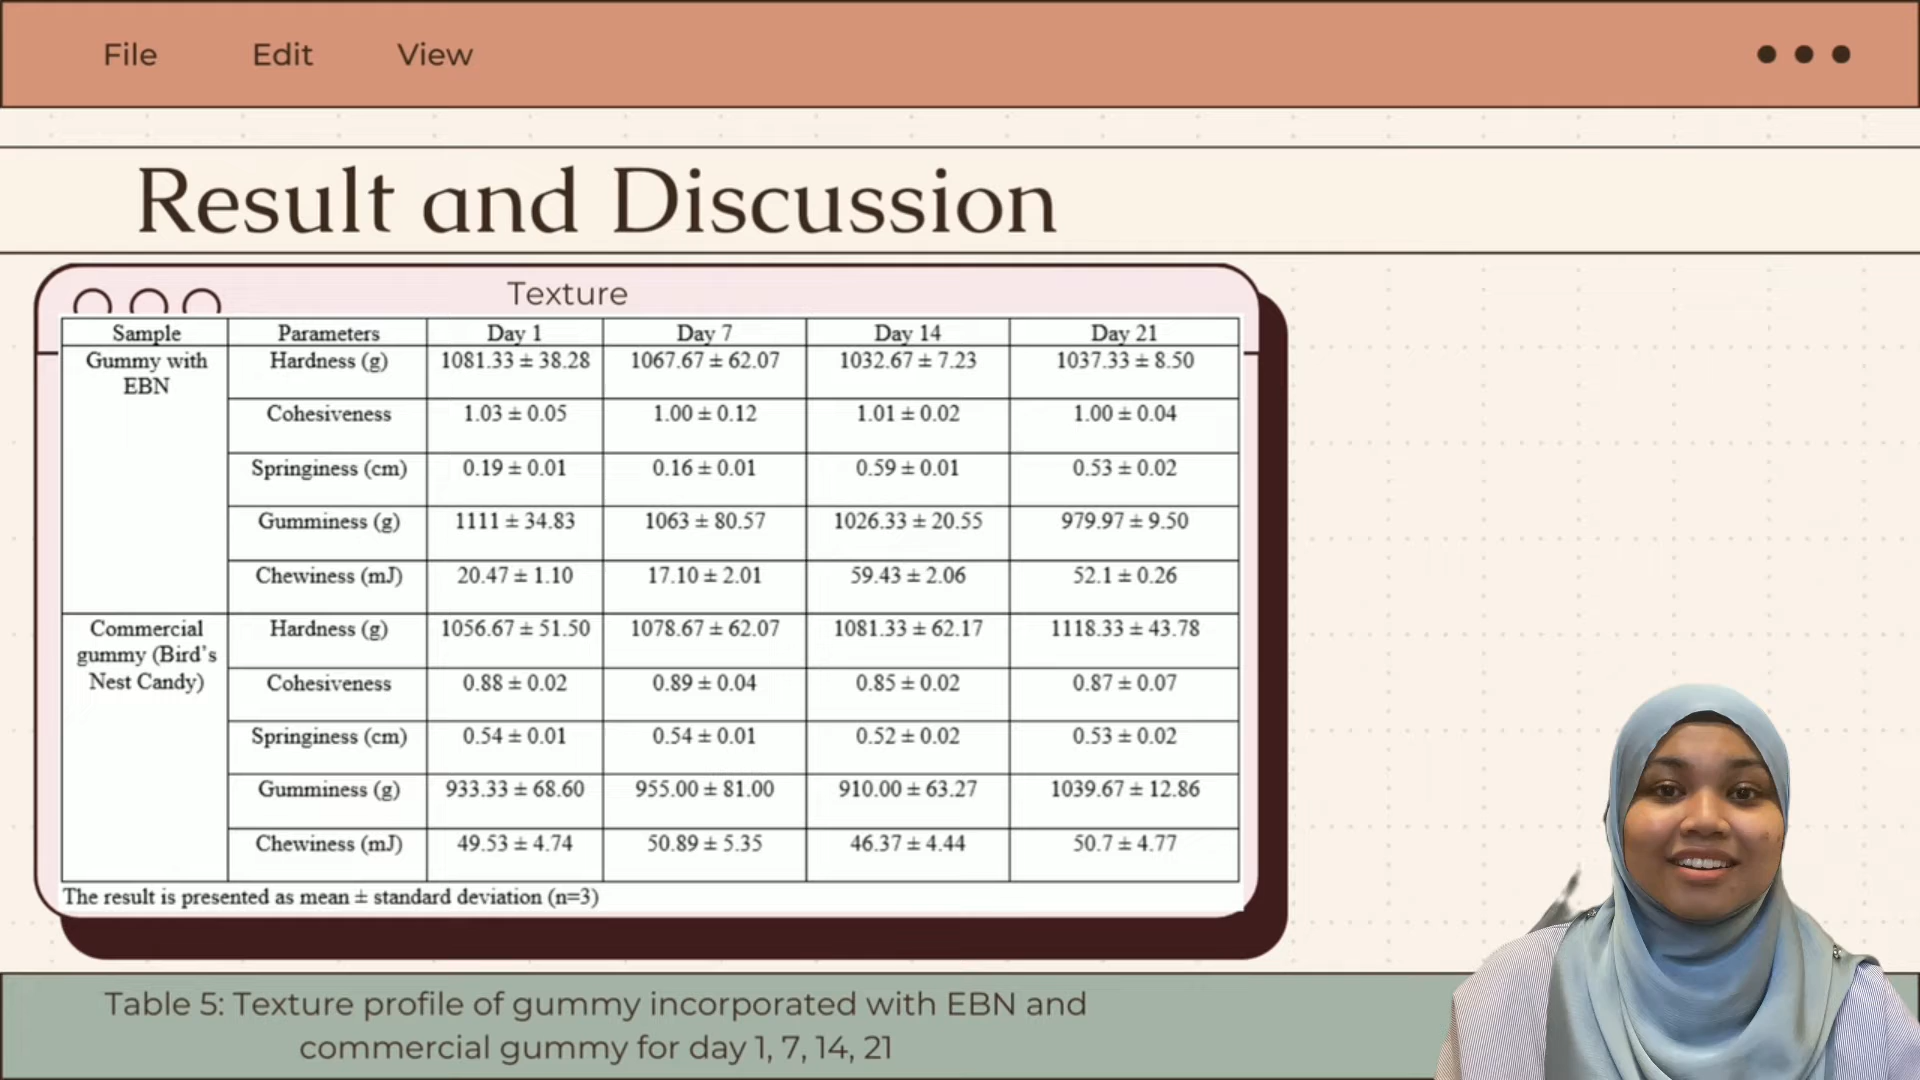 File Edit View
Result and Discussion
Texture
Sample Parameters Day 1 Day 7 Day 14 Day 21
Gummy with EBN Hardness (g) 1081.33 ± 38.28 1067.67 ± 62.07 1032.67 ± 7.23 1037.33 ± 8.50
Cohesiveness 1.03 ± 0.05 1.00 ± 0.12 1.01 ± 0.02 1.00 ± 0.04
Springiness (cm) 0.19 ± 0.01 0.16 ± 0.01 0.59 ± 0.01 0.53 ± 0.02
Gumminess (g) 1111 ± 34.83 1063 ± 80.57 1026.33 ± 20.55 979.97 ± 9.50
Chewiness (mJ) 20.47 ± 1.10 17.10 ± 2.01 59.43 ± 2.06 52.1 ± 0.26
Commercial gummy (Bird's Nest Candy) Hardness (g) 1056.67 ± 51.50 1078.67 ± 62.07 1081.33 ± 62.17 1118.33 ± 43.78
Cohesiveness 0.88 ± 0.02 0.89 ± 0.04 0.85 ± 0.02 0.87 ± 0.07
Springiness (cm) 0.54 ± 0.01 0.54 ± 0.01 0.52 ± 0.02 0.53 ± 0.02
Gumminess (g) 933.33 ± 68.60 955.00 ± 81.00 910.00 ± 63.27 1039.67 ± 12.86
Chewiness (mJ) 49.53 ± 4.74 50.89 ± 5.35 46.37 ± 4.44 50.7 ± 4.77
The result is presented as mean ± standard deviation (n=3)
Table 5: Texture profile of gummy incorporated with EBN and
commercial gummy for day 1, 7, 14, 21